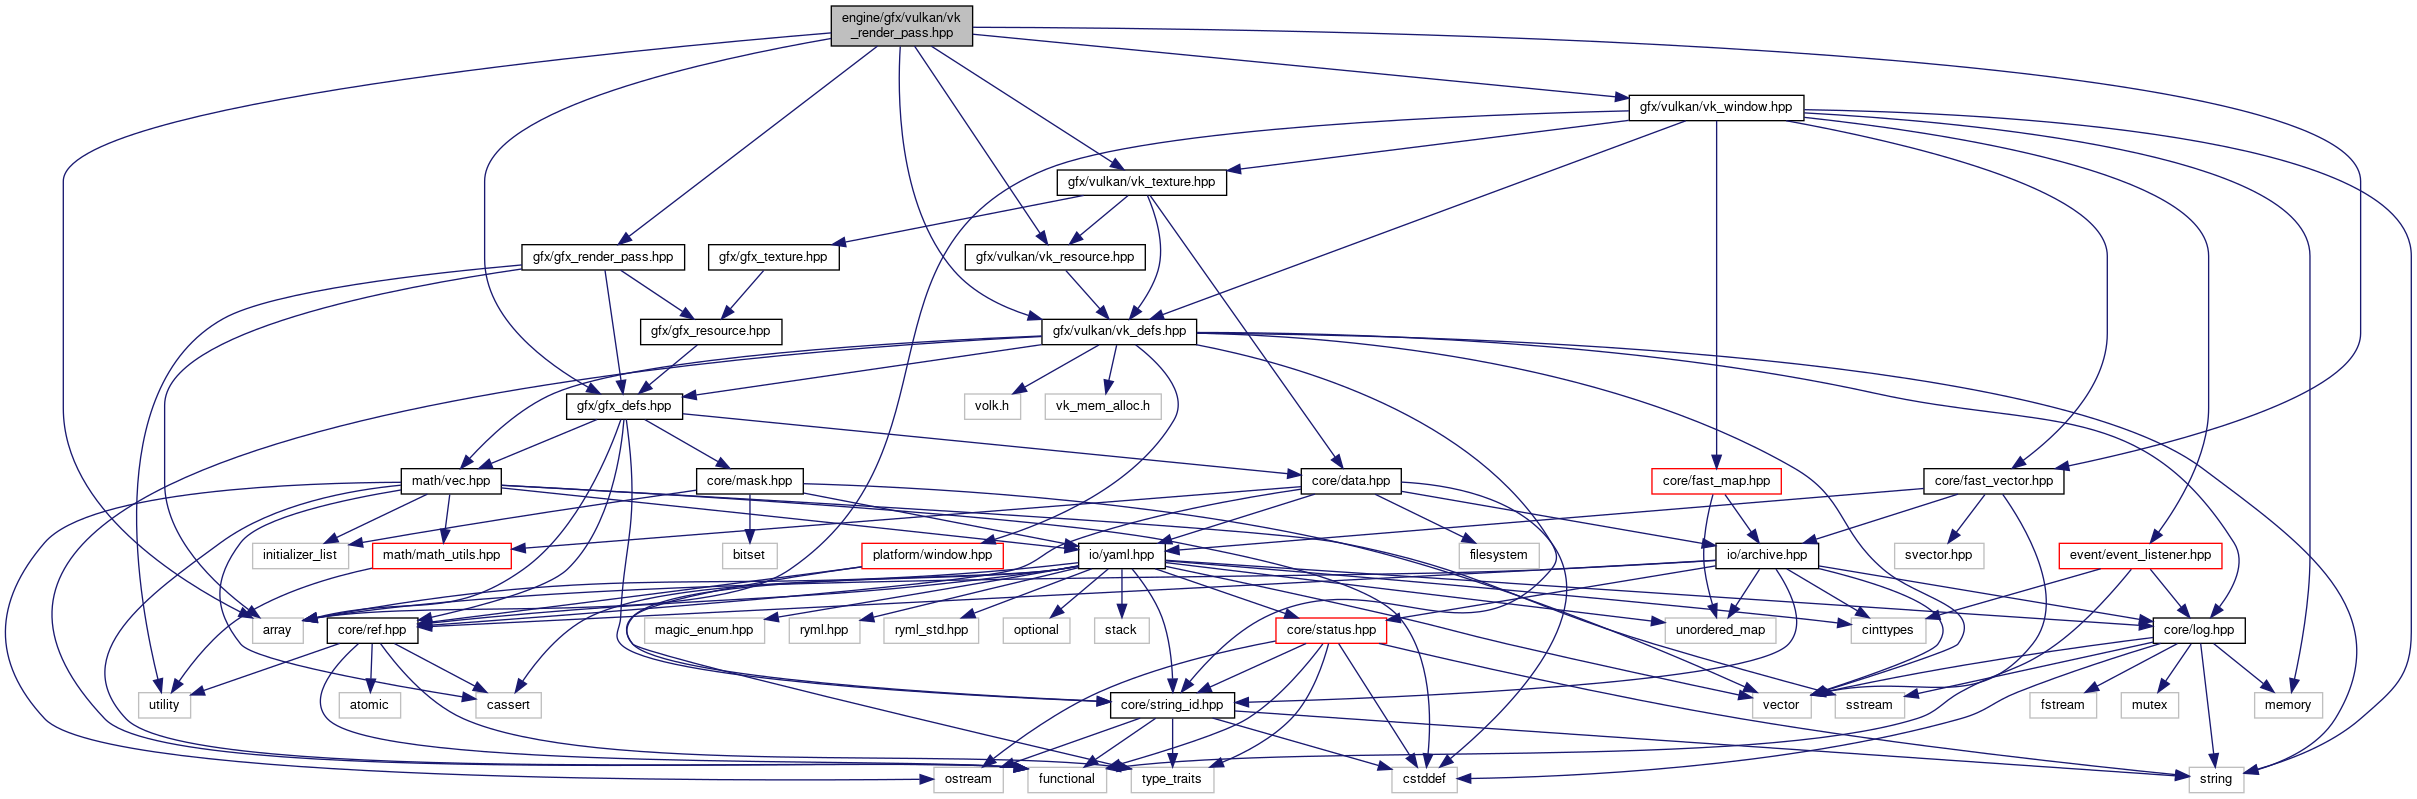 engine/gfx/vulkan/vk
_render_pass.hpp
gfx/vulkan/vk_window.hpp
gfx/vulkan/vk_texture.hpp
gfx/gfx_render_pass.hpp
gfx/gfx_texture.hpp
gfx/vulkan/vk_resource.hpp
gfx/gfx_resource.hpp
gfx/vulkan/vk_defs.hpp
gfx/gfx_defs.hpp
volk.h
vk_mem_alloc.h
math/vec.hpp
core/mask.hpp
core/data.hpp
core/fast_map.hpp
core/fast_vector.hpp
initializer_list
math/math_utils.hpp
bitset
platform/window.hpp
io/yaml.hpp
filesystem
io/archive.hpp
svector.hpp
event/event_listener.hpp
array
core/ref.hpp
magic_enum.hpp
ryml.hpp
ryml_std.hpp
optional
stack
core/status.hpp
unordered_map
cinttypes
core/log.hpp
utility
atomic
cassert
core/string_id.hpp
vector
sstream
fstream
mutex
memory
ostream
functional
type_traits
cstddef
string